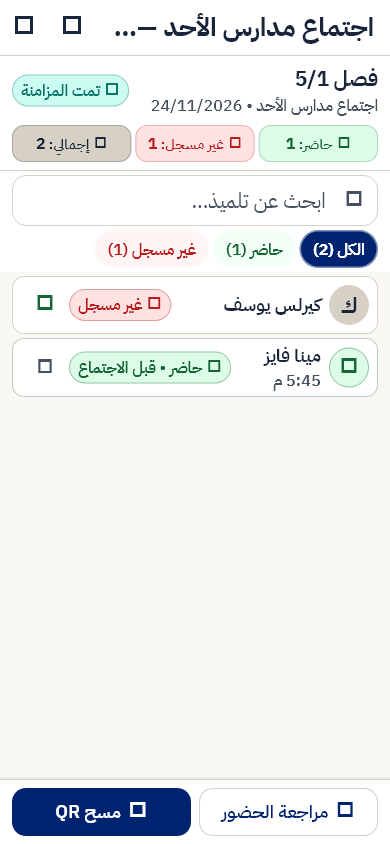 اجتماع مدارس الأحد —...
فصل 5/1
اجتماع مدارس الأحد • 24/11/2026
تمت المزامنة
حاضر: 1
غير مسجل: 1
إجمالي: 2
ابحث عن تلميذ...
الكل (2)
حاضر (1)
غير مسجل (1)
ك
كيرلس يوسف
غير مسجل
مينا فايز
5:45 م
حاضر • قبل الاجتماع
مراجعة الحضور
مسح QR